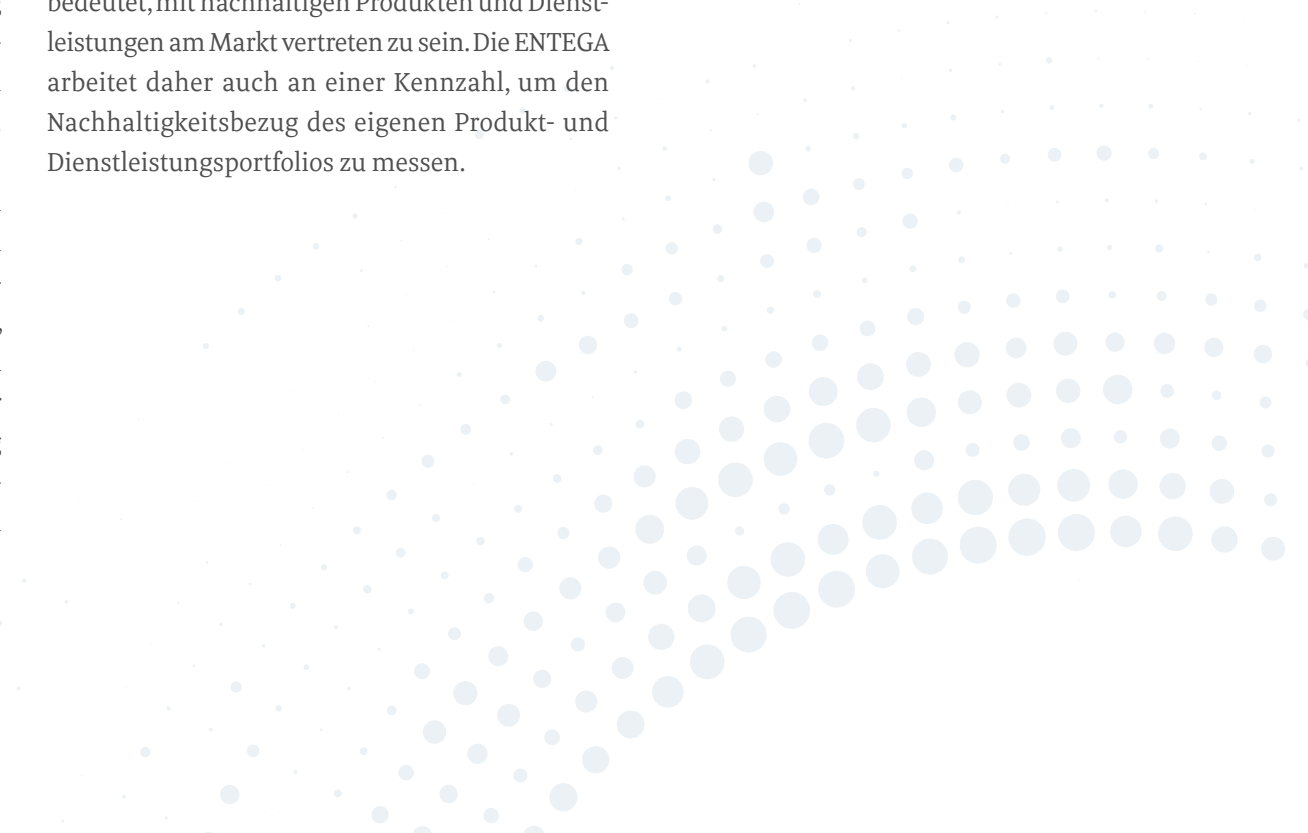 bedeutet, mit nachhaltigen Produkten und Dienst-
leistungen am Markt vertreten zu sein. Die ENTEGA
arbeitet daher auch an einer Kennzahl, um den
Nachhaltigkeitsbezug des eigenen Produkt- und
Dienstleistungsportfolios zu messen.